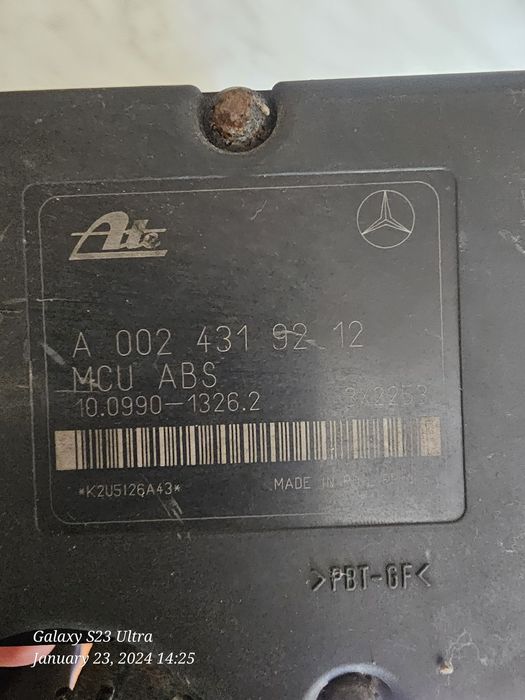 Ate
A 002 431 92 12
MCU ABS
10.0990-1326.2
*K2U5126A43*
MADE IN
>PBT-GF<
Galaxy S23 Ultra
January 23, 2024 14:25